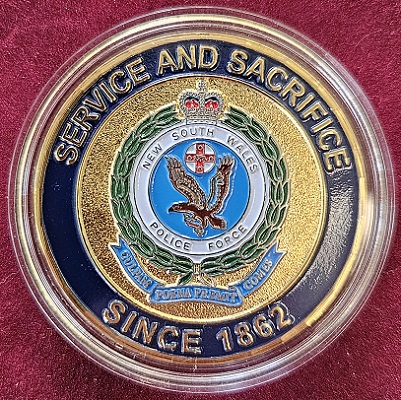 SERVICE AND SACRIFICE
NEW SOUTH WALES
POLICE FORCE
CULPAM POENA PREMIT COMES
SINCE 1862